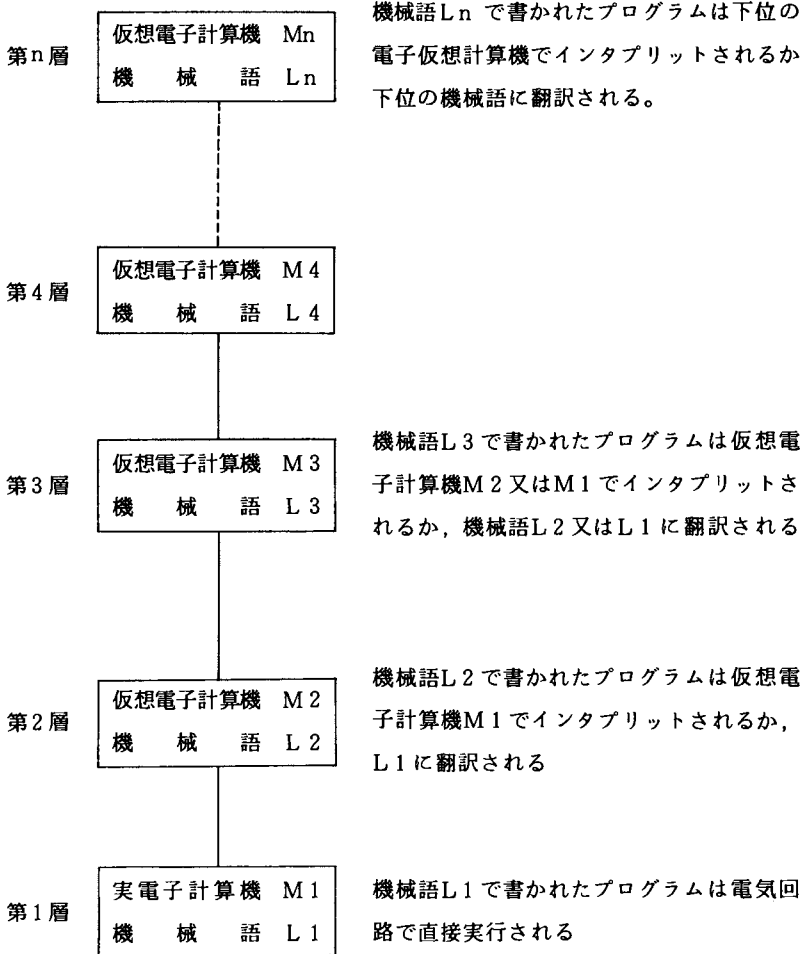 第n層
仮想電子計算機 Mn
機械語 Ln
機械語Ln で書かれたプログラムは下位の
電子仮想計算機でインタプリットされるか
下位の機械語に翻訳される。
第4層
仮想電子計算機 M4
機械語 L4
第3層
仮想電子計算機 M3
機械語 L3
機械語L3で書かれたプログラムは仮想電
子計算機M2又はM1でインタプリットさ
れるか,機械語L2又はL1に翻訳される
第2層
仮想電子計算機 M2
機械語 L2
機械語L2で書かれたプログラムは仮想電
子計算機M1でインタプリットされるか,
L1に翻訳される
第1層
実電子計算機 M1
機械語 L1
機械語L1で書かれたプログラムは電気回
路で直接実行される